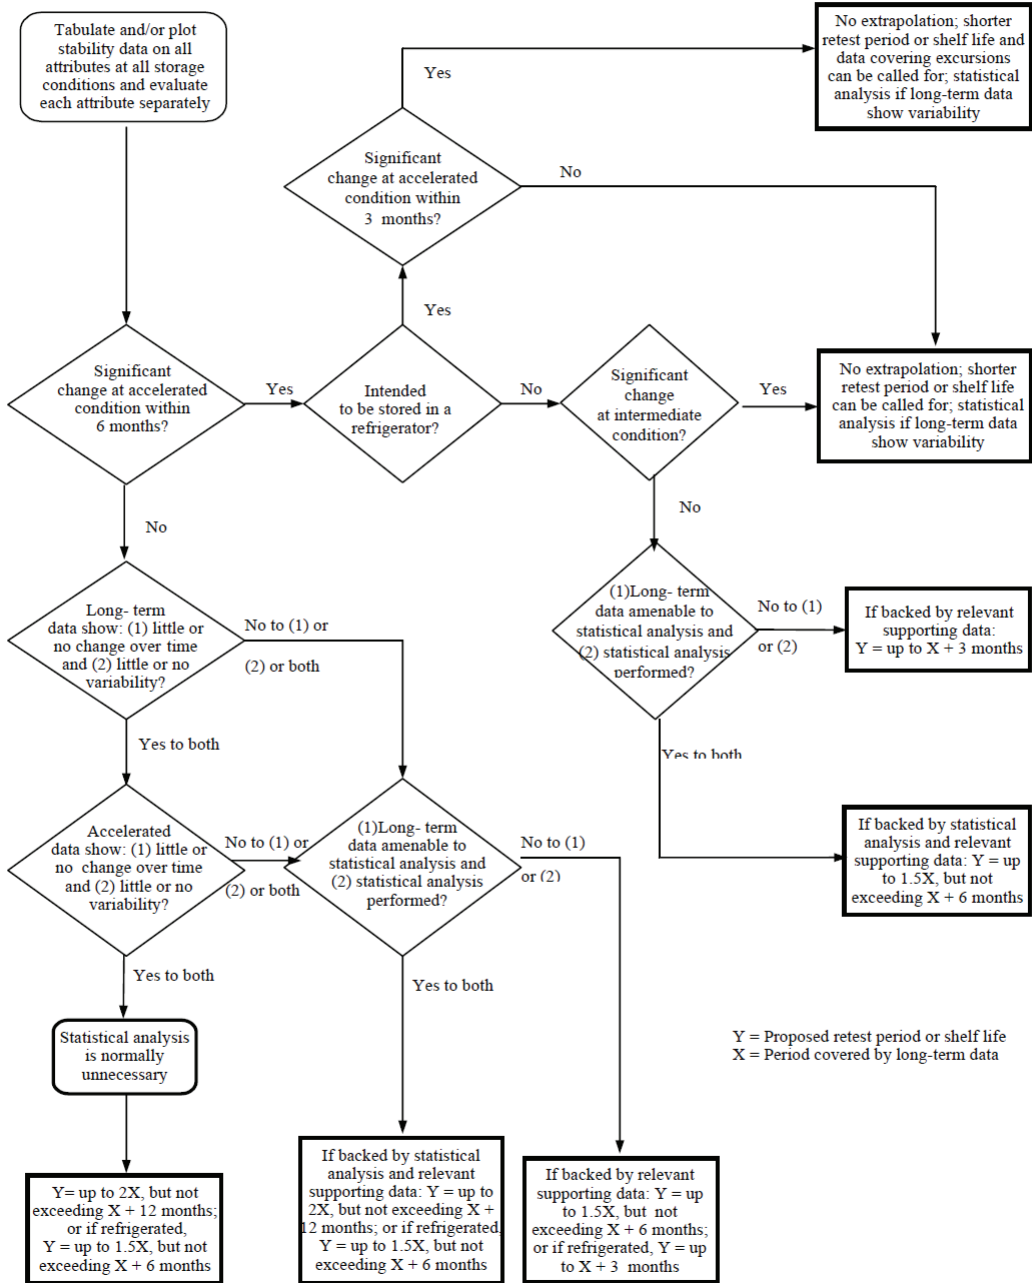 Tabulate and/or plot
stability data on all
attributes at all storage
conditions and evaluate
each attribute separately
No extrapolation; shorter
retest period or shelf life and
data covering excursions
can be called for; statistical
analysis if long-term data
show variability
Yes
Significant
change at accelerated
condition within
3 months?
No
Yes
Significant
change at accelerated
condition within
6 months?
Yes
Intended
to be stored in a
refrigerator?
No
Significant
change
at intermediate
condition?
Yes
No extrapolation; shorter
retest period or shelf life
can be called for; statistical
analysis if long-term data
show variability
No
No
Long- term
data show: (1) little or
no change over time
and (2) little or no
variability?
No to (1) or
(2) or both
(1)Long- term
data amenable to
statistical analysis and
(2) statistical analysis
performed?
No to (1)
or (2)
If backed by relevant
supporting data:
Y = up to X + 3 months
Yes to both
Yes to both
Accelerated
data show: (1) little or
no change over time
and (2) little or no
variability?
No to (1) or
(2) or both
(1)Long- term
data amenable to
statistical analysis and
(2) statistical analysis
performed?
No to (1)
or (2)
If backed by statistical
analysis and relevant
supporting data: Y = up
to 1.5X, but not
exceeding X + 6 months
Yes to both
Yes to both
Statistical analysis
is normally
unnecessary
Y = Proposed retest period or shelf life
X = Period covered by long-term data
Y= up to 2X, but not
exceeding X + 12 months;
or if refrigerated,
Y = up to 1.5X, but not
exceeding X + 6 months
If backed by statistical
analysis and relevant
supporting data: Y = up to
2X, but not exceeding X +
12 months; or if refrigerated,
Y = up to 1.5X, but not
exceeding X + 6 months
If backed by relevant
supporting data: Y = up
to 1.5X, but not
exceeding X + 6 months;
or if refrigerated, Y = up
to X + 3 months